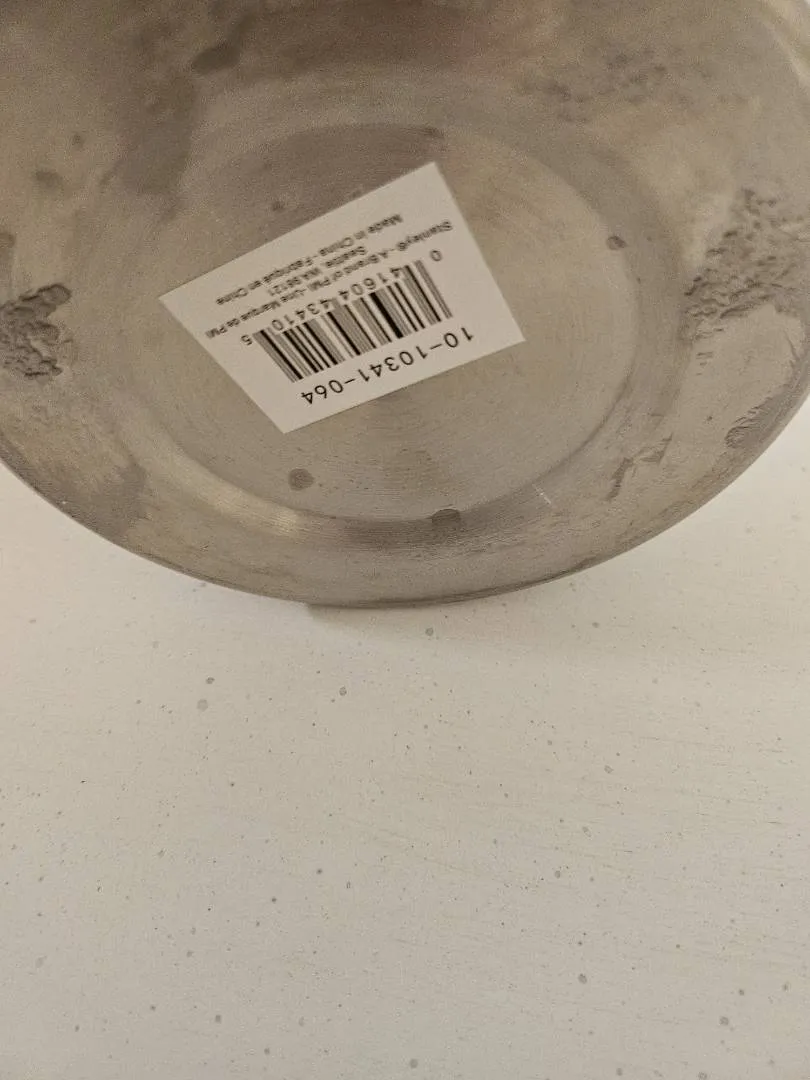 10-10341-064
0 41604 43410 5
Stanley® - A Brand of PMI - Une Marque de PMI
Seattle, WA 98121
Made in China - Fabriqué en Chine